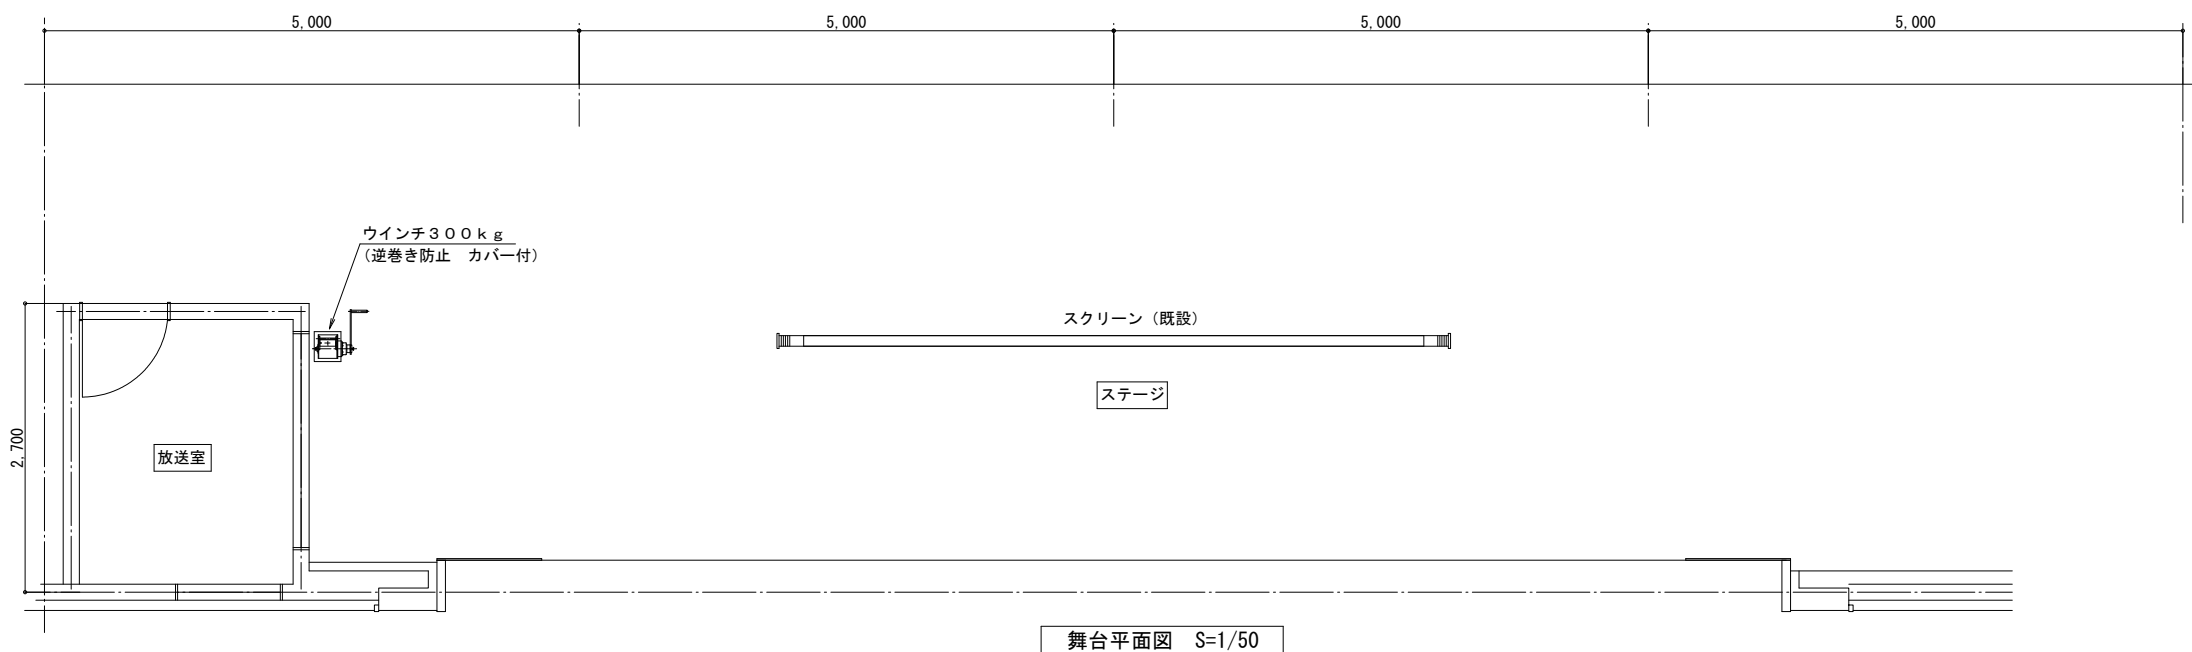 5,000 5,000 5,000 5,000
ウインチ300kg
(逆巻き防止 カバー付)
スクリーン(既設)
ステージ
2,700
放送室
舞台平面図 S=1/50